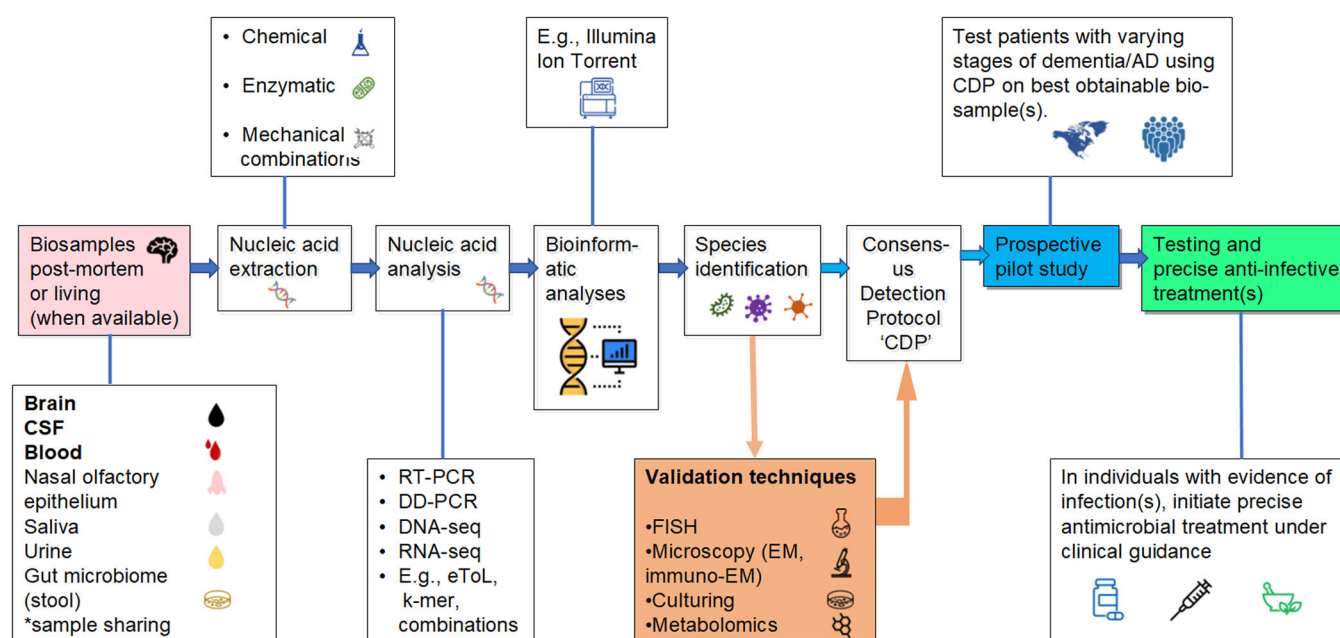 • Chemical
• Enzymatic
• Mechanical
combinations
E.g., Illumina
Ion Torrent
Test patients with varying
stages of dementia/AD using
CDP on best obtainable bio-
sample(s).
Biosamples
post-mortem
or living
(when available)
Nucleic acid
extraction
Nucleic acid
analysis
Bioinform-
atic
analyses
Species
identification
Consens-
us
Detection
Protocol
‘CDP’
Prospective
pilot study
Testing and
precise anti-infective
treatment(s)
Brain
CSF
Blood
Nasal olfactory
epithelium
Saliva
Urine
Gut microbiome
(stool)
*sample sharing
• RT-PCR
• DD-PCR
• DNA-seq
• RNA-seq
• E.g., eToL,
k-mer,
combinations
Validation techniques
•FISH
•Microscopy (EM,
immuno-EM)
•Culturing
•Metabolomics
In individuals with evidence of
infection(s), initiate precise
antimicrobial treatment under
clinical guidance